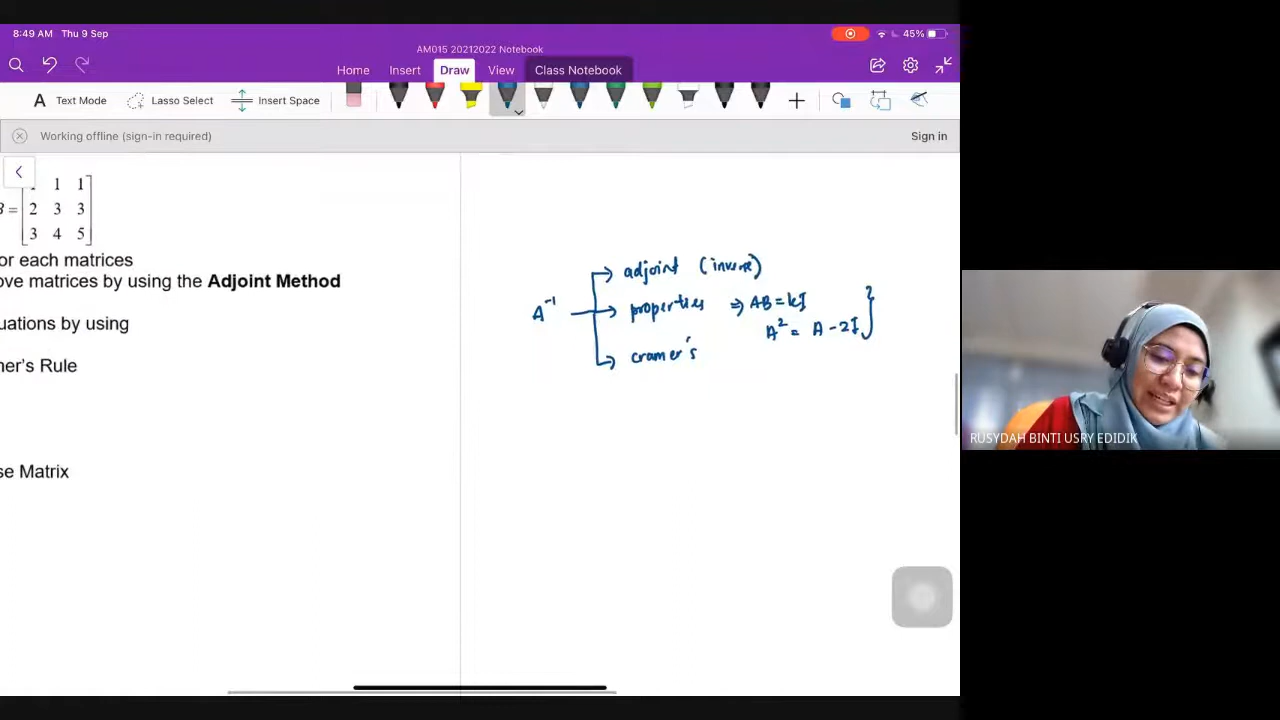 8:49 AM Thu 9 Sep
45%
AM015 20212022 Notebook
Home Insert Draw View Class Notebook
A Text Mode Lasso Select Insert Space
Working offline (sign-in required) Sign in
1 1 1
B = 2 3 3
3 4 5
or each matrices
ove matrices by using the Adjoint Method
uations by using
ner's Rule
se Matrix
adjoint (inverse)
A⁻¹ properties ⇒ AB = kI
A² = A - 2I
cramer's
RUSYDAH BINTI USRY EDIDIK